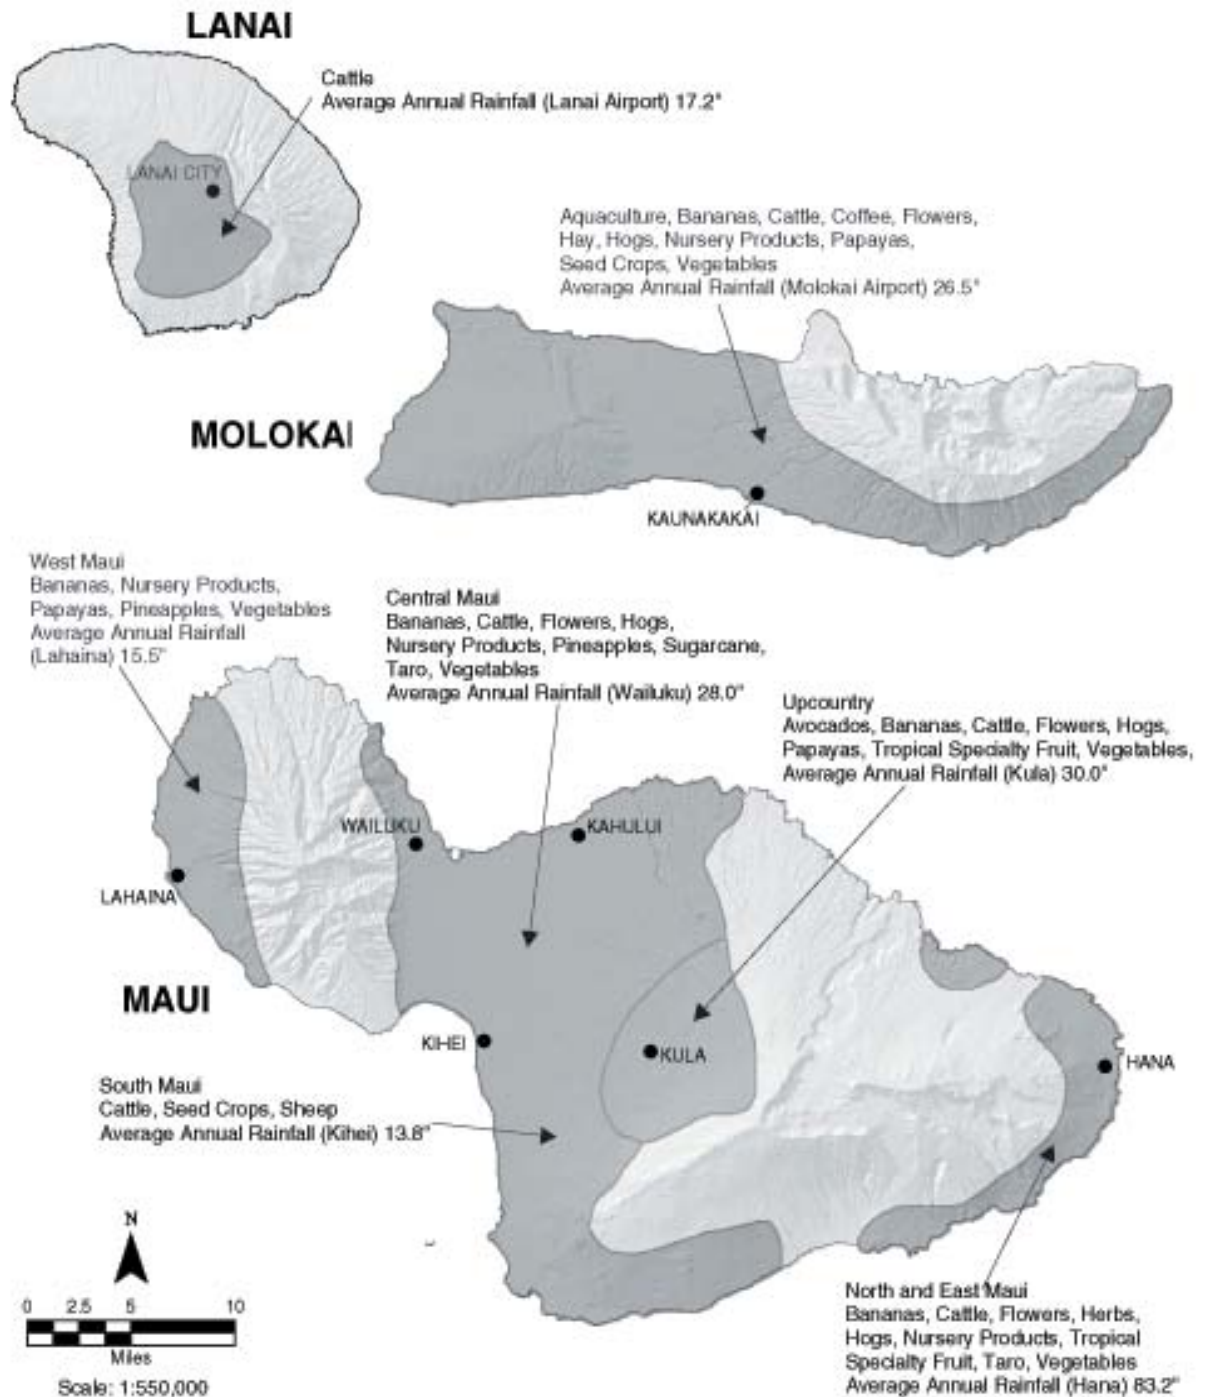 LANAI
Cattle
Average Annual Rainfall (Lanai Airport) 17.2"
LANAI CITY
Aquaculture, Bananas, Cattle, Coffee, Flowers,
Hay, Hogs, Nursery Products, Papayas,
Seed Crops, Vegetables
Average Annual Rainfall (Molokai Airport) 26.5"
MOLOKAI
KAUNAKAKAI
West Maui
Bananas, Nursery Products,
Papayas, Pineapples, Vegetables
Average Annual Rainfall
(Lahaina) 15.5"
Central Maui
Bananas, Cattle, Flowers, Hogs,
Nursery Products, Pineapples, Sugarcane,
Taro, Vegetables
Average Annual Rainfall (Wailuku) 28.0"
Upcountry
Avocados, Bananas, Cattle, Flowers, Hogs,
Papayas, Tropical Specialty Fruit, Vegetables,
Average Annual Rainfall (Kula) 30.0"
WAILUKU
KAHULUI
LAHAINA
MAUI
KIHEI
KULA
HANA
South Maui
Cattle, Seed Crops, Sheep
Average Annual Rainfall (Kihei) 13.8"
N
0 2.5 5 10
Miles
Scale: 1:550,000
North and East Maui
Bananas, Cattle, Flowers, Herbs,
Hogs, Nursery Products, Tropical
Specialty Fruit, Taro, Vegetables
Average Annual Rainfall (Hana) 83.2"